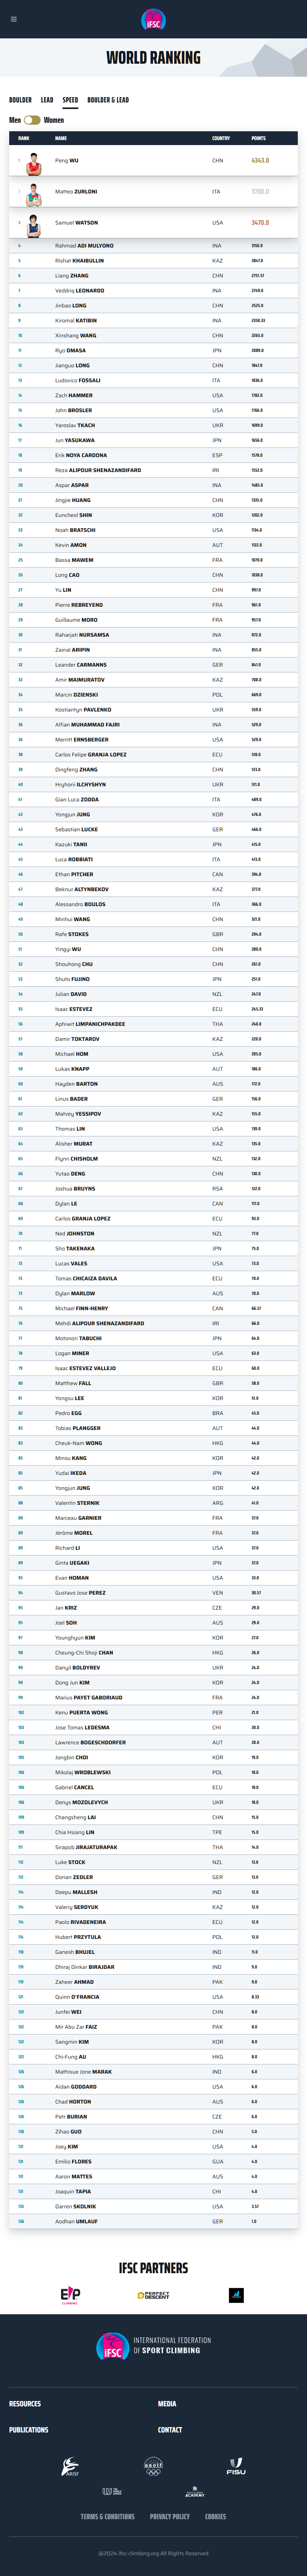 IFSC
WORLD RANKING
BOULDER LEAD SPEED BOULDER & LEAD
Men Women
RANK NAME COUNTRY POINTS
1 Peng WU CHN 4343.0
2 Matteo ZURLONI ITA 3780.0
3 Samuel WATSON USA 3470.0
4 Rahmad ADI MULYONO INA 3150.0
5 Rishat KHAIBULLIN KAZ 2847.0
6 Liang ZHANG CHN 2751.57
7 Veddriq LEONARDO INA 2749.0
8 Jinbao LONG CHN 2525.0
9 Kiromal KATIBIN INA 2350.33
10 Xinshang WANG CHN 2265.0
11 Ryo OMASA JPN 2089.0
12 Jianguo LONG CHN 1847.0
13 Ludovico FOSSALI ITA 1836.0
14 Zach HAMMER USA 1782.0
15 John BROSLER USA 1766.0
16 Yaroslav TKACH UKR 1699.0
17 Jun YASUKAWA JPN 1656.0
18 Erik NOYA CARDONA ESP 1578.0
19 Reza ALIPOUR SHENAZANDIFARD IRI 1552.0
20 Aspar ASPAR INA 1485.0
21 Jingjie HUANG CHN 1335.0
22 Euncheol SHIN KOR 1202.0
23 Noah BRATSCHI USA 1134.0
24 Kevin AMON AUT 1122.0
25 Bassa MAWEM FRA 1070.0
26 Long CAO CHN 1038.0
27 Yu LIN CHN 997.0
28 Pierre REBREYEND FRA 981.0
29 Guillaume MORO FRA 957.0
30 Raharjati NURSAMSA INA 872.0
31 Zainal ARIPIN INA 855.0
32 Leander CARMANNS GER 841.0
33 Amir MAIMURATOV KAZ 708.0
34 Marcin DZIENSKI POL 669.0
35 Kostiantyn PAVLENKO UKR 559.0
36 Alfian MUHAMMAD FAJRI INA 529.0
36 Merritt ERNSBERGER USA 529.0
38 Carlos Felipe GRANJA LOPEZ ECU 518.0
39 Dingfeng ZHANG CHN 513.0
40 Hryhorii ILCHYSHYN UKR 511.0
41 Gian Luca ZODDA ITA 489.0
42 Yongjun JUNG KOR 476.0
43 Sebastian LUCKE GER 466.0
44 Kazuki TANII JPN 415.0
45 Luca ROBBIATI ITA 413.0
46 Ethan PITCHER CAN 384.0
47 Beknur ALTYNBEKOV KAZ 377.0
48 Alessandro BOULOS ITA 366.0
49 Minhui WANG CHN 321.0
50 Rafe STOKES GBR 294.0
51 Yingyi WU CHN 280.0
52 Shouhong CHU CHN 267.0
53 Shuto FUJINO JPN 251.0
54 Julian DAVID NZL 247.0
55 Isaac ESTEVEZ ECU 245.33
56 Aphiwit LIMPANICHPAKDEE THA 240.0
57 Damir TOKTAROV KAZ 220.0
58 Michael HOM USA 205.0
59 Lukas KNAPP AUT 186.0
60 Hayden BARTON AUS 172.0
61 Linus BADER GER 156.0
62 Matvey YESSIPOV KAZ 155.0
63 Thomas LIN USA 139.0
64 Alisher MURAT KAZ 135.0
65 Flynn CHISHOLM NZL 132.0
66 Yutao DENG CHN 130.0
67 Joshua BRUYNS RSA 122.0
68 Dylan LE CAN 117.0
69 Carlos GRANJA LOPEZ ECU 93.0
70 Ned JOHNSTON NZL 77.0
71 Sho TAKENAKA JPN 75.0
72 Lucas VALES USA 73.0
73 Tomas CHICAIZA DAVILA ECU 70.0
73 Dylan MARLOW AUS 70.0
75 Michael FINN-HENRY CAN 66.57
76 Mehdi ALIPOUR SHENAZANDIFARD IRI 66.0
77 Motonori TABUCHI JPN 64.0
78 Logan MINER USA 63.0
79 Isaac ESTEVEZ VALLEJO ECU 60.0
80 Matthew FALL GBR 58.0
81 Yongsu LEE KOR 51.0
82 Pedro EGG BRA 45.0
83 Tobias PLANGGER AUT 44.0
83 Cheuk-Nam WONG HKG 44.0
85 Minsu KANG KOR 42.0
85 Yudai IKEDA JPN 42.0
85 Yongjun JUNG KOR 42.0
88 Valentin STERNIK ARG 41.0
89 Marceau GARNIER FRA 37.0
89 Jérôme MOREL FRA 37.0
89 Richard LI USA 37.0
89 Ginta UEGAKI JPN 37.0
93 Evan HOMAN USA 33.0
94 Gustavo Jose PEREZ VEN 30.57
95 Jan KRIZ CZE 29.0
95 Joel SOH AUS 29.0
97 Younghyun KIM KOR 27.0
98 Cheung-Chi Shoji CHAN HKG 26.0
99 Danyil BOLDYREV UKR 24.0
99 Dong Jun KIM KOR 24.0
99 Marius PAYET GABORIAUD FRA 24.0
102 Kenu PUERTA WONG PER 21.0
103 Jose Tomas LEDESMA CHI 20.0
103 Lawrence BOGESCHDORFER AUT 20.0
105 Jongbin CHOI KOR 19.0
106 Mikolaj WROBLEWSKI POL 18.0
106 Gabriel CANCEL ECU 18.0
106 Denys MOZOLEVYCH UKR 18.0
109 Changsheng LAI CHN 15.0
109 Chia Hsiang LIN TPE 15.0
111 Sirapob JIRAJATURAPAK THA 14.0
112 Luke STOCK NZL 13.0
112 Dorian ZEDLER GER 13.0
114 Deepu MALLESH IND 12.0
114 Valeriy SERDYUK KAZ 12.0
114 Paolo RIVADENEIRA ECU 12.0
114 Hubert PRZYTULA POL 12.0
118 Ganesh BHUJEL IND 11.0
119 Dhiraj Dinkar BIRAJDAR IND 9.0
119 Zaheer AHMAD PAK 9.0
121 Quinn O'FRANCIA USA 8.33
122 Junfei WEI CHN 8.0
122 Mir Abu Zar FAIZ PAK 8.0
122 Sangmin KIM KOR 8.0
122 Chi-Fung AU HKG 8.0
126 Mathisue Jone MARAK IND 6.0
126 Aidan GODDARD USA 6.0
126 Chad HORTON AUS 6.0
126 Petr BURIAN CZE 6.0
130 Zihao GUO CHN 5.0
131 Joey KIM USA 4.0
131 Emilio FLORES GUA 4.0
131 Aaron MATTES AUS 4.0
131 Joaquin TAPIA CHI 4.0
135 Darren SKOLNIK USA 3.57
136 Aodhan UMLAUF GER 1.0
IFSC PARTNERS
EP CLIMBING
PERFECT DESCENT
IFSC
INTERNATIONAL FEDERATION
OF SPORT CLIMBING
RESOURCES MEDIA
PUBLICATIONS CONTACT
ARISF
FISU
ACADEMY
TERMS & CONDITIONS PRIVACY POLICY COOKIES
@2024 ifsc-climbing.org All Rights Reserved